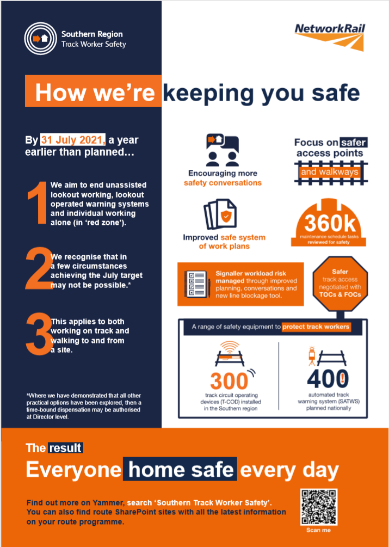 Southern Region
Track Worker Safety
NetworkRail
How we're keeping you safe
By 31 July 2021, a year
earlier than planned...
1
We aim to end unassisted
lookout working, lookout
operated warning systems
and individual working
alone (in 'red zone').
2
We recognise that in
a few circumstances
achieving the July target
may not be possible.*
3
This applies to both
working on track and
walking to and from
a site.
*Where we have demonstrated that all other
practical options have been explored, then a
time-bound dispensation may be authorised
at Director level.
Encouraging more
safety conversations
Focus on safer
access points
and walkways
Improved safe system
of work plans
360k
maintenance schedule tasks
reviewed for safety
Signaller workload risk
managed through improved
planning, conversations and
new line blockage tool.
Safer
track access
negotiated with
TOCs & FOCs
A range of safety equipment to protect track workers
300
track circuit operating
devices (T-COD) installed
in the Southern region
400
automated track
warning system (SATWS)
planned nationally
The result
Everyone home safe every day
Find out more on Yammer, search 'Southern Track Worker Safety'.
You can also find route SharePoint sites with all the latest information
on your route programme.
Scan me